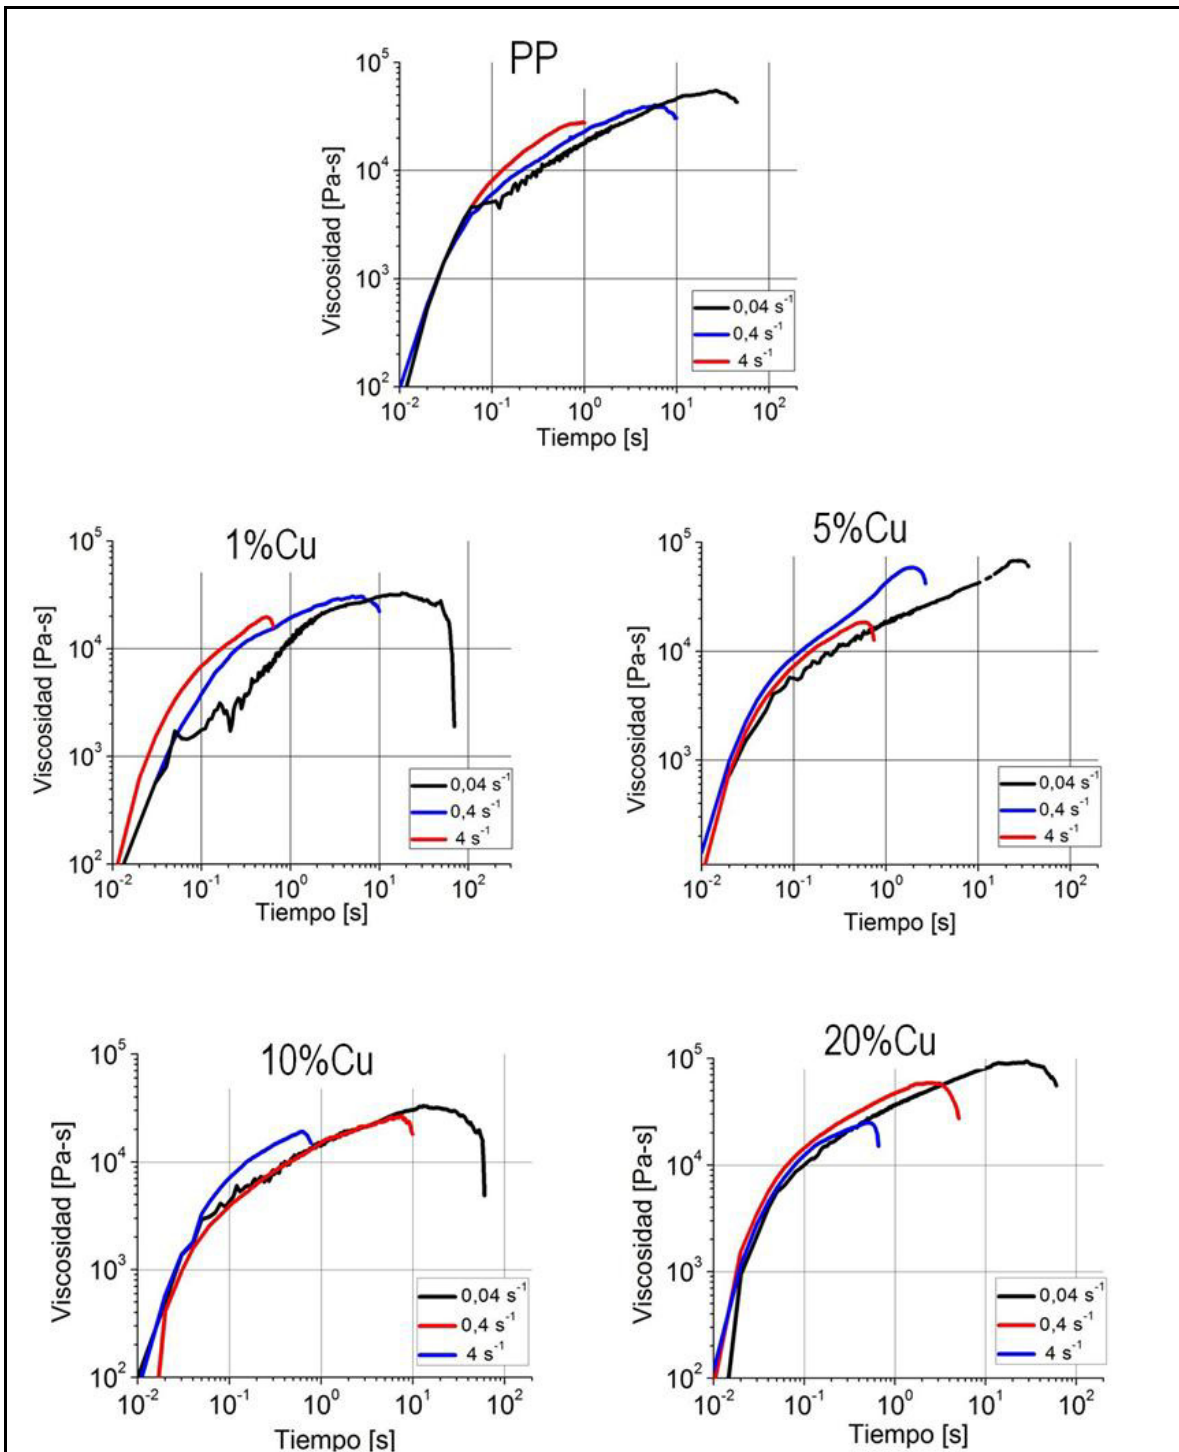 PP
10^5
10^4
10^3
10^2
Viscosidad [Pa-s]
0,04 s^-1
0,4 s^-1
4 s^-1
10^-2 10^-1 10^0 10^1 10^2
Tiempo [s]
1%Cu
10^5
10^4
10^3
10^2
Viscosidad [Pa-s]
0,04 s^-1
0,4 s^-1
4 s^-1
10^-2 10^-1 10^0 10^1 10^2
Tiempo [s]
5%Cu
10^5
10^4
10^3
Viscosidad [Pa-s]
0,04 s^-1
0,4 s^-1
4 s^-1
10^-2 10^-1 10^0 10^1 10^2
Tiempo [s]
10%Cu
10^5
10^4
10^3
10^2
Viscosidad [Pa-s]
0,04 s^-1
0,4 s^-1
4 s^-1
10^-2 10^-1 10^0 10^1 10^2
Tiempo [s]
20%Cu
10^5
10^4
10^3
10^2
Viscosidad [Pa-s]
0,04 s^-1
0,4 s^-1
4 s^-1
10^-2 10^-1 10^0 10^1 10^2
Tiempo [s]